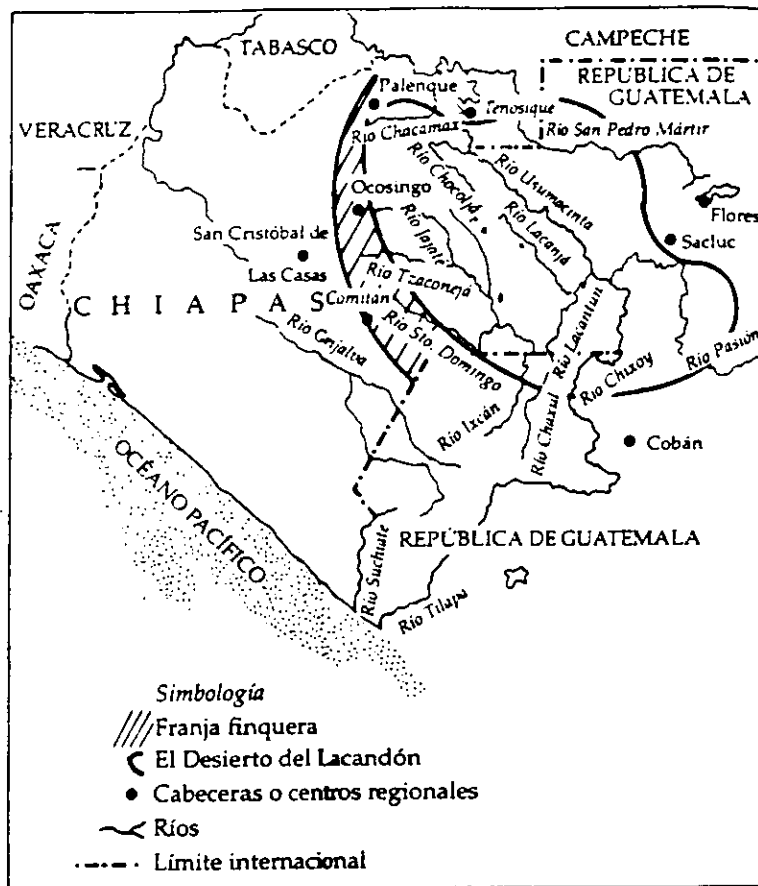 TABASCO
CAMPECHE
REPÚBLICA DE
GUATEMALA
Palenque
Tenosique
VERACRUZ
Río Chacamax
Río San Pedro Mártir
Río Chocoljá
Río Usumacinta
Ocosingo
Río Lacanjá
Flores
OAXACA
San Cristóbal de
Las Casas
Río Jataté
Sacluc
Río Tzaconejá
CHIAPAS
Comitán
Río Lacantún
Río Grijalva
Río Sto. Domingo
Río Chixoy
Río Pasión
Río Ixcán
Río Chaxul
Cobán
OCÉANO PACÍFICO
REPÚBLICA DE GUATEMALA
Río Suchiate
Río Tilapa
Simbología
Franja finquera
El Desierto del Lacandón
Cabeceras o centros regionales
Ríos
Límite internacional